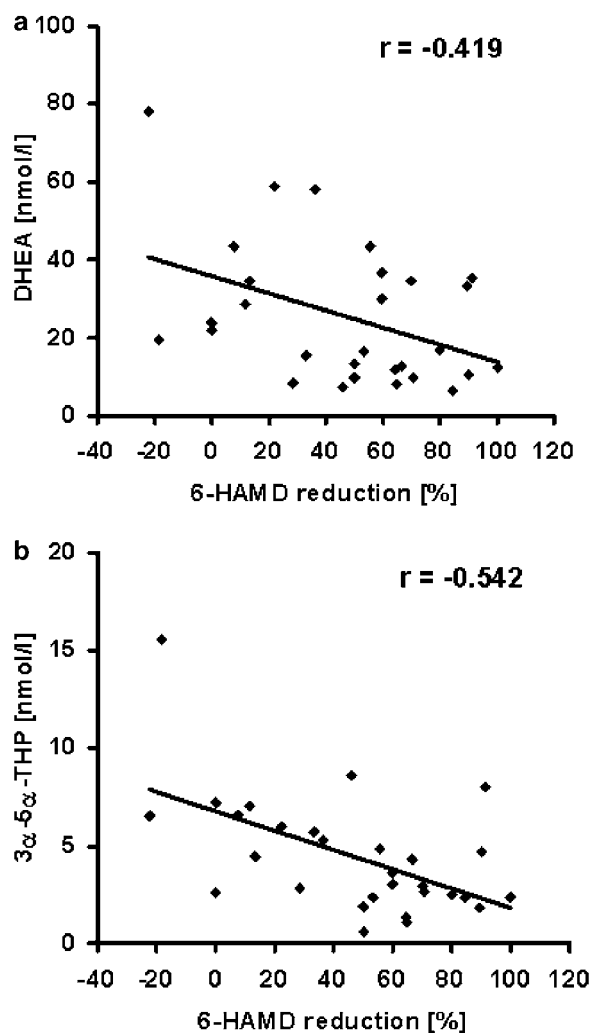 a
r = -0.419
DHEA [nmol/l]
100
80
60
40
20
0
-40 -20 0 20 40 60 80 100 120
6-HAMD reduction [%]
b
r = -0.542
3α-5α-THP [nmol/l]
20
15
10
5
0
-40 -20 0 20 40 60 80 100 120
6-HAMD reduction [%]